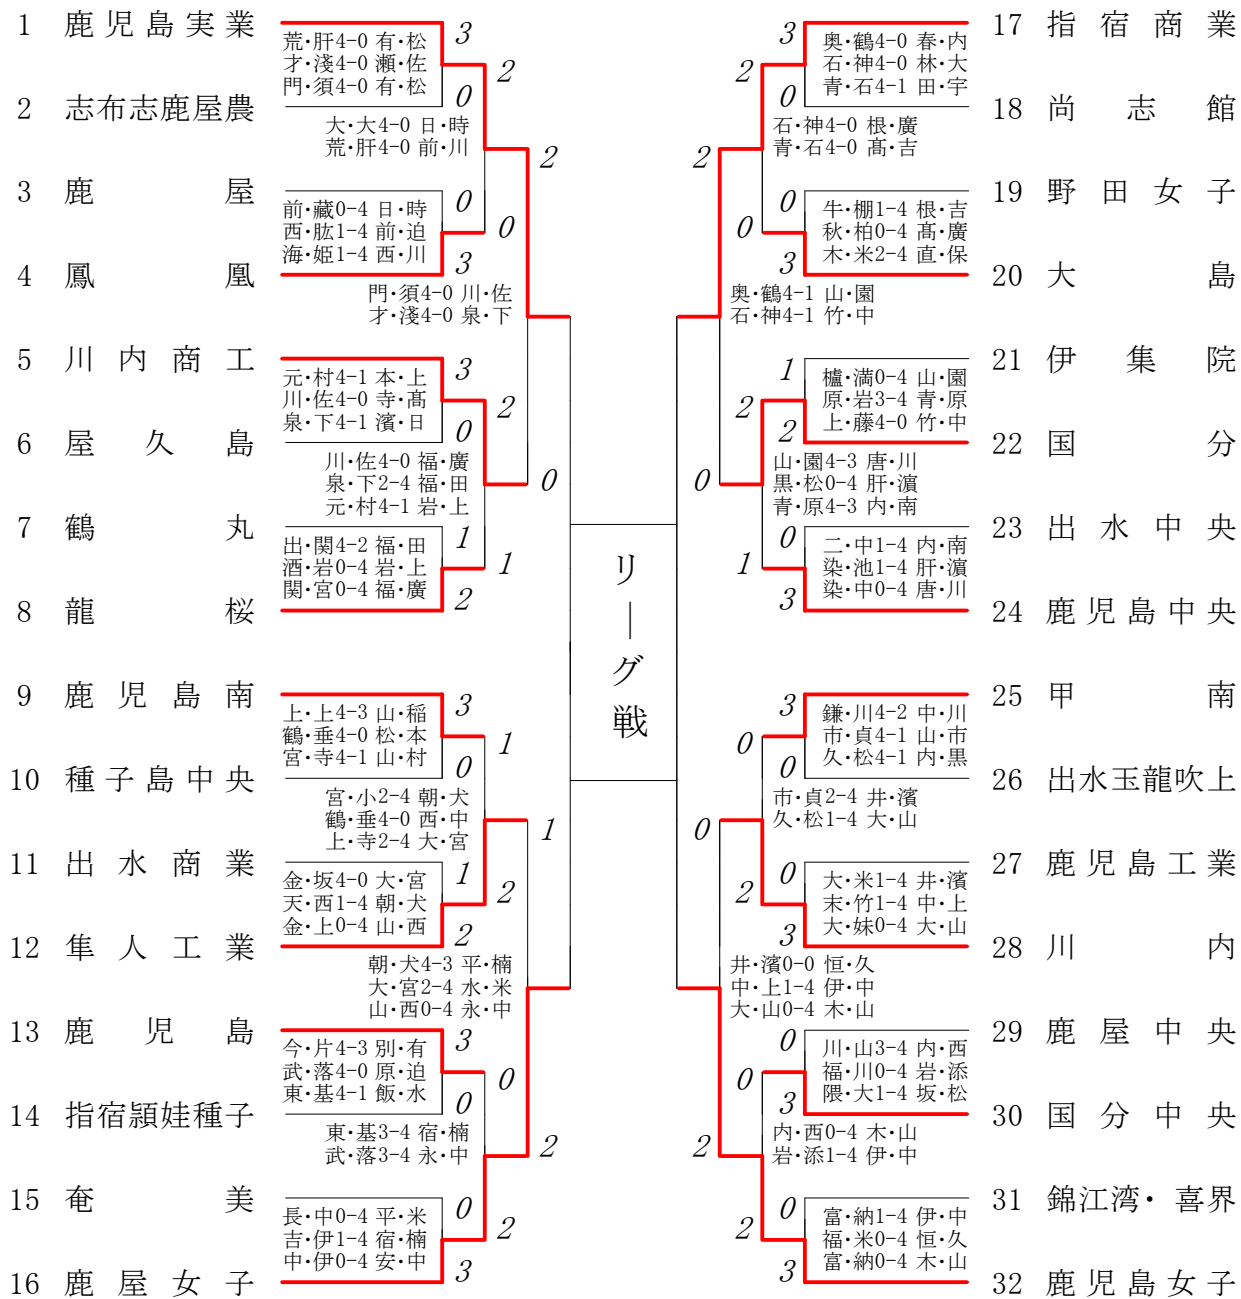 1 鹿児島実業
3
荒・肝4-0 有・松
才・淺4-0 瀬・佐
門・須4-0 有・松
2
0
2 志布志鹿屋農
大・大4-0 日・時
荒・肝4-0 前・川
2
3 鹿屋
0
前・藏0-4 日・時
西・肱1-4 前・迫
海・姫1-4 西・川
0
3
4 鳳凰
門・須4-0 川・佐
才・淺4-0 泉・下
5 川内商工
3
元・村4-1 本・上
川・佐4-0 寺・髙
泉・下4-1 濱・日
2
0
6 屋久島
川・佐4-0 福・廣
泉・下2-4 福・田
元・村4-1 岩・上
0
7 鶴丸
1
出・関4-2 福・田
酒・岩0-4 岩・上
関・宮0-4 福・廣
1
2
8 龍桜
9 鹿児島南
3
上・上4-3 山・稲
鶴・垂4-0 松・本
宮・寺4-1 山・村
1
0
10 種子島中央
宮・小2-4 朝・犬
鶴・垂4-0 西・中
上・寺2-4 大・宮
1
11 出水商業
1
金・坂4-0 大・宮
天・西1-4 朝・犬
金・上0-4 山・西
2
2
12 隼人工業
朝・犬4-3 平・楠
大・宮2-4 水・米
山・西0-4 永・中
13 鹿児島
3
今・片4-3 別・有
武・落4-0 原・迫
東・基4-1 飯・水
0
0
14 指宿頴娃種子
東・基3-4 宿・楠
武・落3-4 永・中
2
15 奄美
0
長・中0-4 平・米
吉・伊1-4 宿・楠
中・伊0-4 安・中
2
3
16 鹿屋女子
リーグ戦
17 指宿商業
3
奥・鶴4-0 春・内
石・神4-0 林・大
青・石4-1 田・宇
2
0
18 尚志館
石・神4-0 根・廣
青・石4-0 髙・吉
2
19 野田女子
0
牛・棚1-4 根・吉
秋・柏0-4 髙・廣
木・米2-4 直・保
0
3
20 大島
奥・鶴4-1 山・園
石・神4-1 竹・中
21 伊集院
1
櫨・満0-4 山・園
原・岩3-4 青・原
上・藤4-0 竹・中
2
2
22 国分
山・園4-3 唐・川
黒・松0-4 肝・濵
青・原4-3 内・南
0
23 出水中央
0
二・中1-4 内・南
染・池1-4 肝・濵
染・中0-4 唐・川
1
3
24 鹿児島中央
25 甲南
3
鎌・川4-2 中・川
市・貞4-1 山・市
久・松4-1 内・黒
0
0
26 出水玉龍吹上
市・貞2-4 井・濱
久・松1-4 大・山
0
27 鹿児島工業
0
大・米1-4 井・濱
末・竹1-4 中・上
大・妹0-4 大・山
2
3
28 川内
井・濱0-0 恒・久
中・上1-4 伊・中
大・山0-4 木・山
29 鹿屋中央
0
川・山3-4 内・西
福・川0-4 岩・添
隈・大1-4 坂・松
0
3
30 国分中央
内・西0-4 木・山
岩・添1-4 伊・中
2
31 錦江湾・喜界
0
富・納1-4 伊・中
福・米0-4 恒・久
富・納0-4 木・山
2
3
32 鹿児島女子